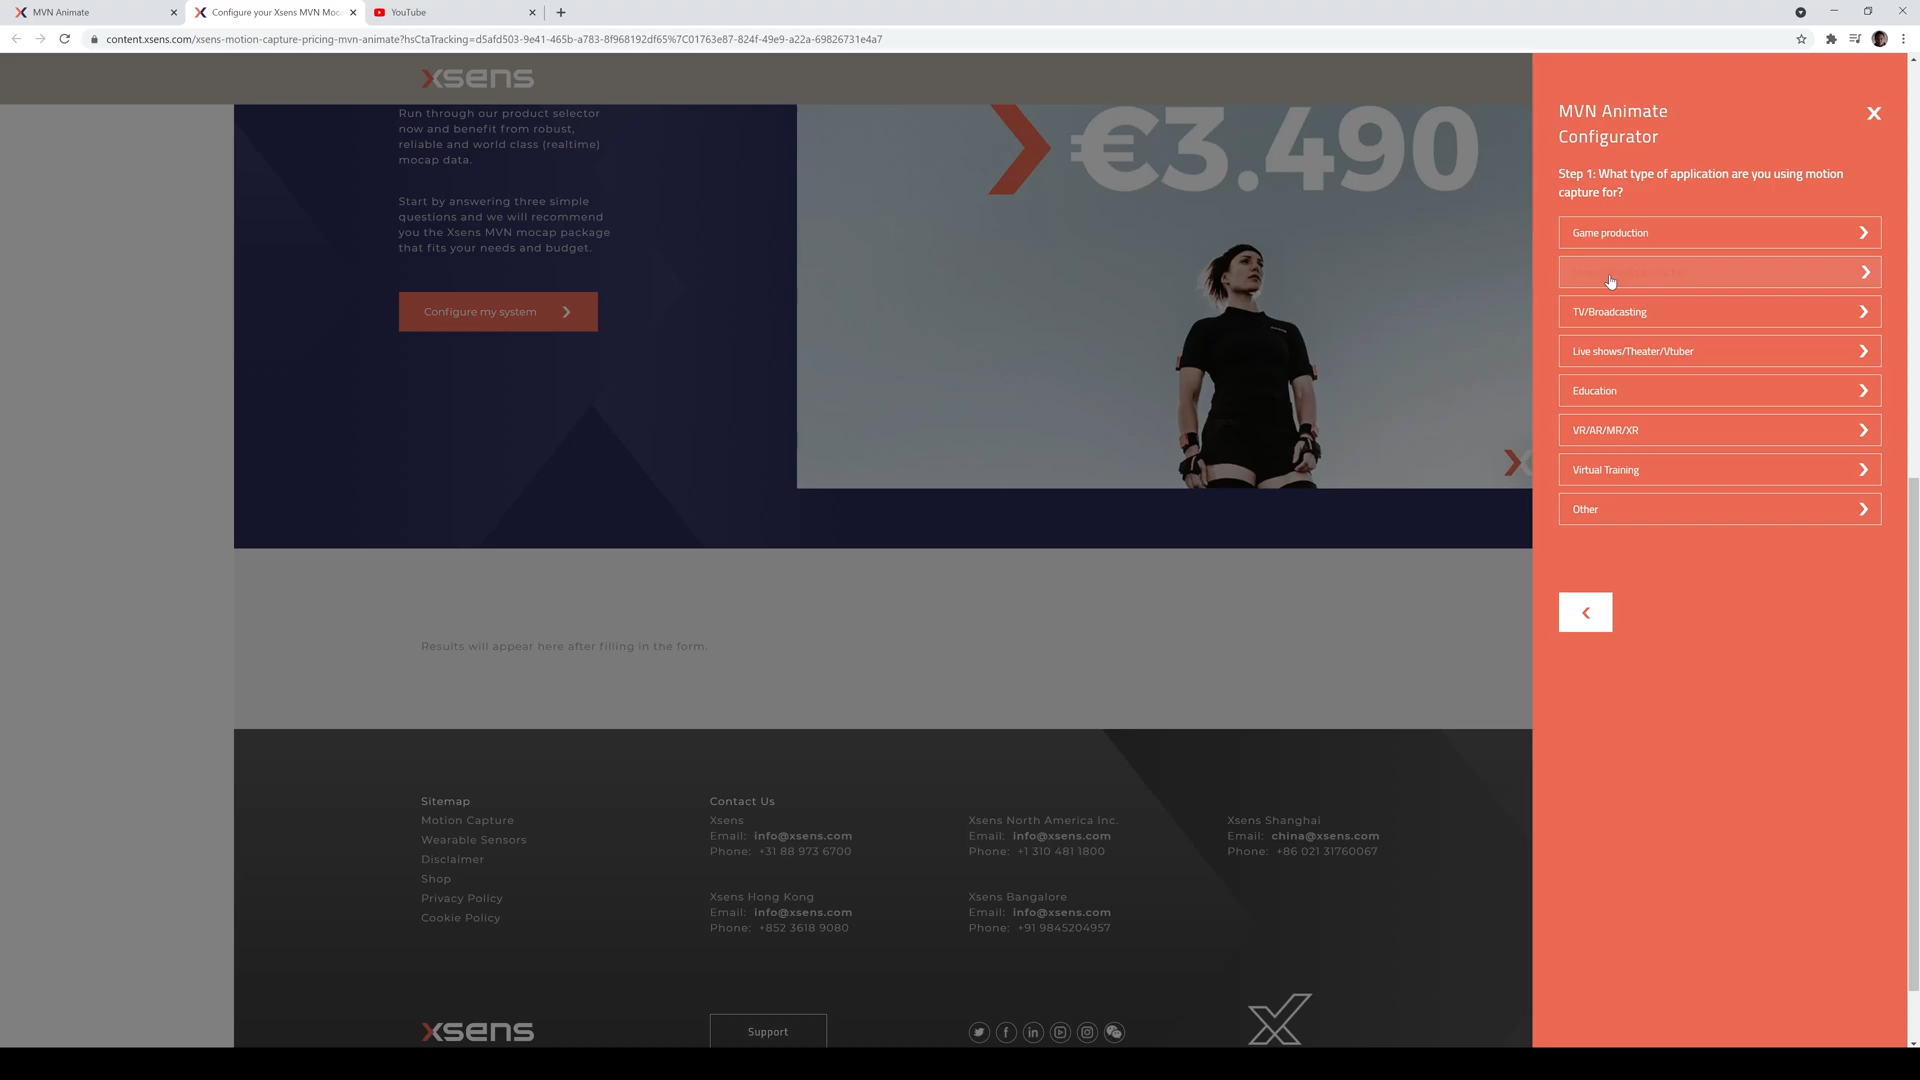 MVN Animate
Configure your Xsens MVN Moc
YouTube
content.xsens.com/xsens-motion-capture-pricing-mvn-animate?hsCtaTracking=d5afd503-9e41-465b-a783-8f968192df65%7C01763e87-824f-49e9-a22a-69826731e4a7
xsens
Run through our product selector
now and benefit from robust,
reliable and world class (realtime)
mocap data.
Start by answering three simple
questions and we will recommend
you the Xsens MVN mocap package
that fits your needs and budget.
Configure my system
€3.490
MVN Animate
Configurator
X
Step 1: What type of application are you using motion
capture for?
Game production
TV/Broadcasting
Live shows/Theater/Vtuber
Education
VR/AR/MR/XR
Virtual Training
Other
Results will appear here after filling in the form.
Sitemap
Motion Capture
Wearable Sensors
Disclaimer
Shop
Privacy Policy
Cookie Policy
Contact Us
Xsens
Email: info@xsens.com
Phone: +31 88 973 6700
Xsens North America Inc.
Email: info@xsens.com
Phone: +1 310 481 1800
Xsens Shanghai
Email: china@xsens.com
Phone: +86 021 31760067
Xsens Hong Kong
Email: info@xsens.com
Phone: +852 3618 9080
Xsens Bangalore
Email: info@xsens.com
Phone: +91 9845204957
xsens
Support